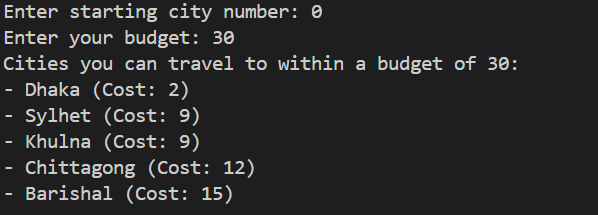 Enter starting city number: 0
Enter your budget: 30
Cities you can travel to within a budget of 30:
- Dhaka (Cost: 2)
- Sylhet (Cost: 9)
- Khulna (Cost: 9)
- Chittagong (Cost: 12)
- Barishal (Cost: 15)